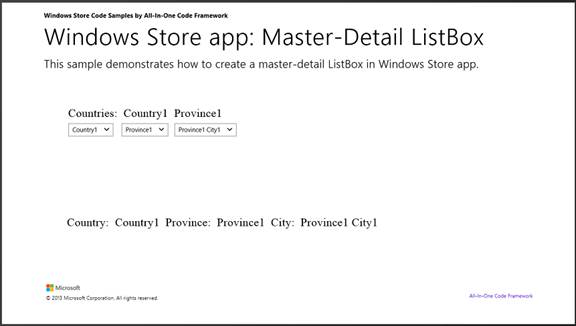 Windows Store Code Samples by All-In-One Code Framework
Windows Store app: Master-Detail ListBox
This sample demonstrates how to create a master-detail ListBox in Windows Store app.
Countries: Country1 Province1
Country1 Province1 Province1 City1
Country: Country1 Province: Province1 City: Province1 City1
Microsoft
© 2013 Microsoft Corporation. All rights reserved.
All-In-One Code Framework